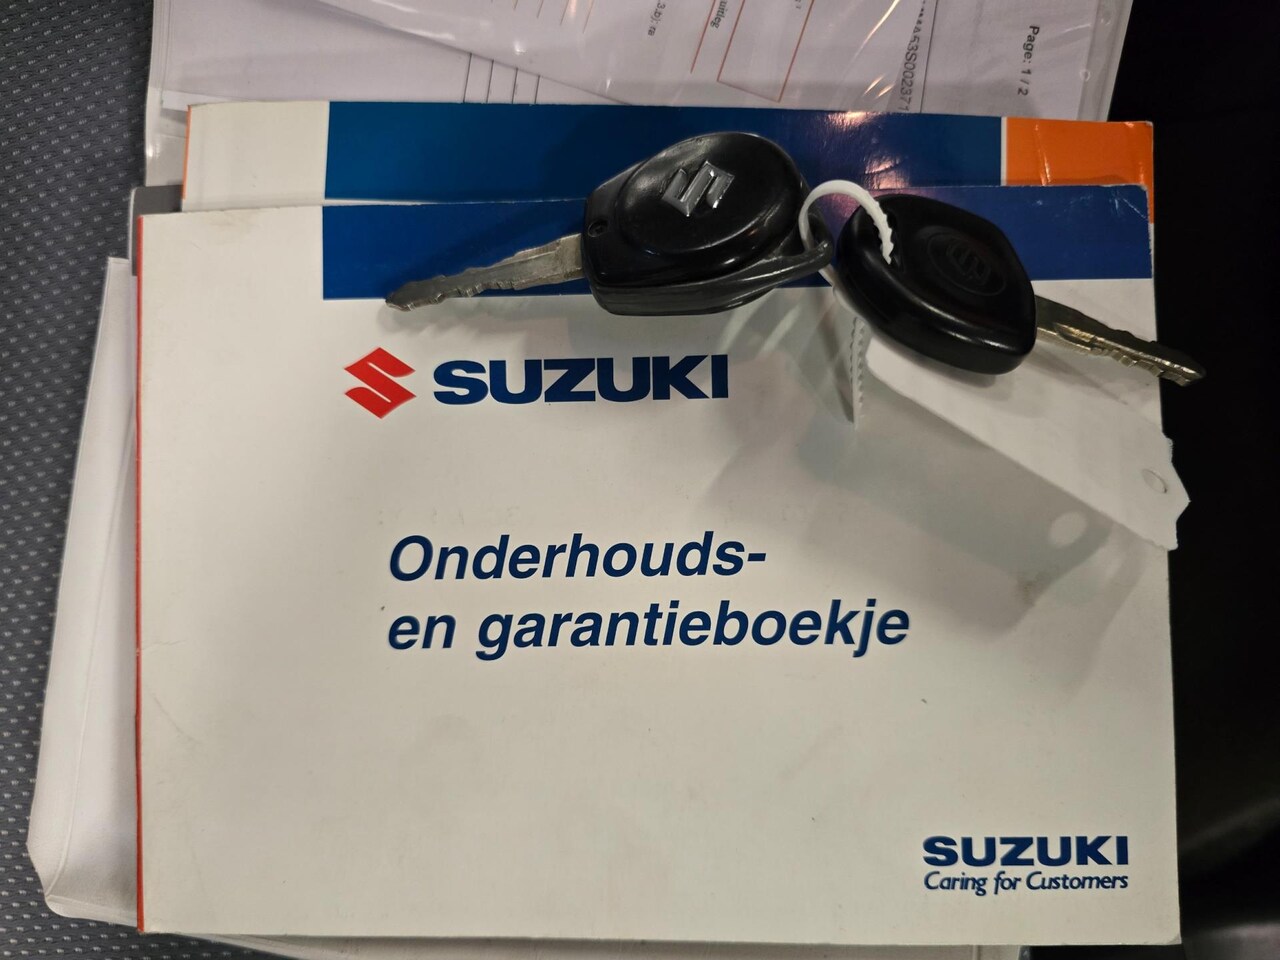 Page: 1 / 2
SUZUKI
Onderhouds-
en garantieboekje
SUZUKI
Caring for Customers